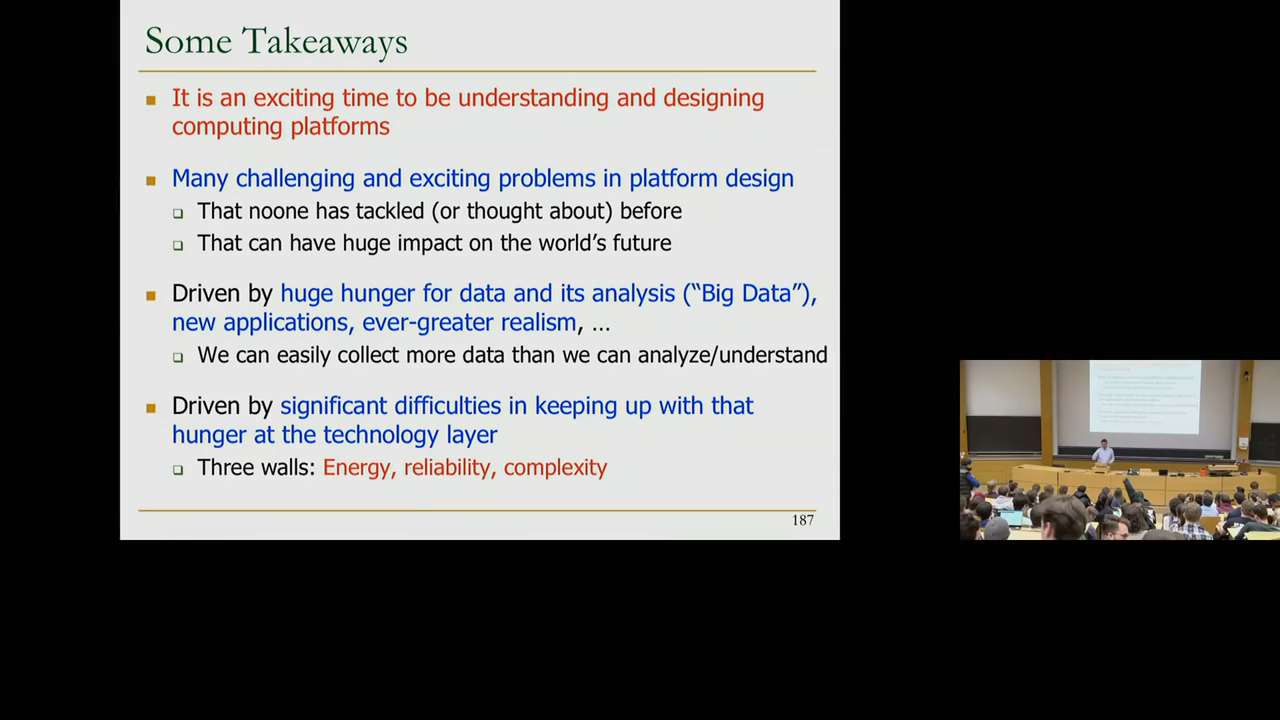 Some Takeaways
It is an exciting time to be understanding and designing
computing platforms
Many challenging and exciting problems in platform design
That noone has tackled (or thought about) before
That can have huge impact on the world's future
Driven by huge hunger for data and its analysis (“Big Data”),
new applications, ever-greater realism, …
We can easily collect more data than we can analyze/understand
Driven by significant difficulties in keeping up with that
hunger at the technology layer
Three walls: Energy, reliability, complexity
187